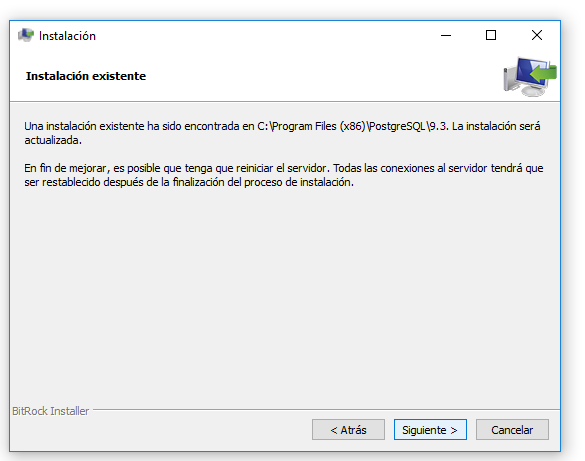 Instalación
Instalación existente
Una instalación existente ha sido encontrada en C:\Program Files (x86)\PostgreSQL\9.3. La instalación será
actualizada.
En fin de mejorar, es posible que tenga que reiniciar el servidor. Todas las conexiones al servidor tendrá que
ser restablecido después de la finalización del proceso de instalación.
BitRock Installer
< Atrás
Siguiente >
Cancelar